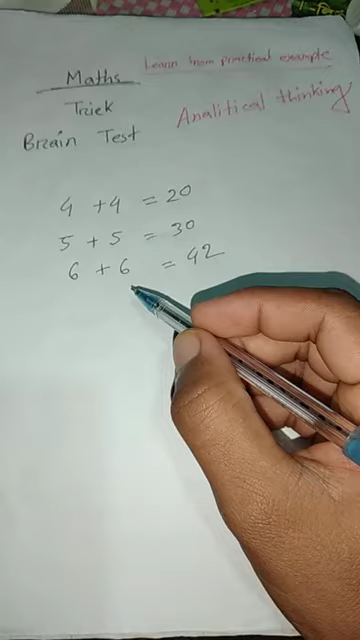 Learn from practical example
Maths
Trick
Analitical thinking
Brain Test
4 + 4 = 20
5 + 5 = 30
6 + 6 = 42